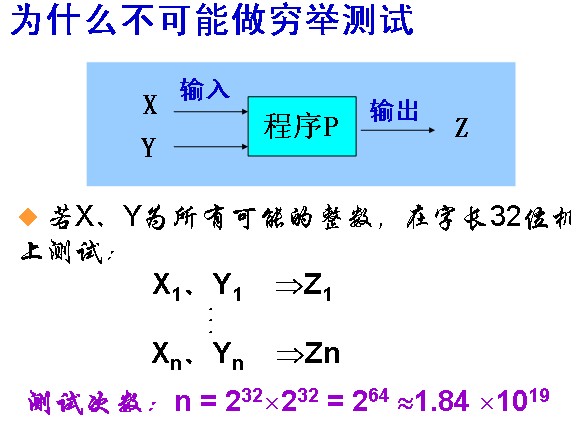 为什么不可能做穷举测试
X 输入 程序P 输出 Z
Y
◆ 若X、Y为所有可能的整数，在字长32位机
上测试：
X₁、Y₁ ⇒Z₁
⋮
Xₙ、Yₙ ⇒Zn
测试次数：n = 2³²×2³² = 2⁶⁴ ≈1.84 ×10¹⁹